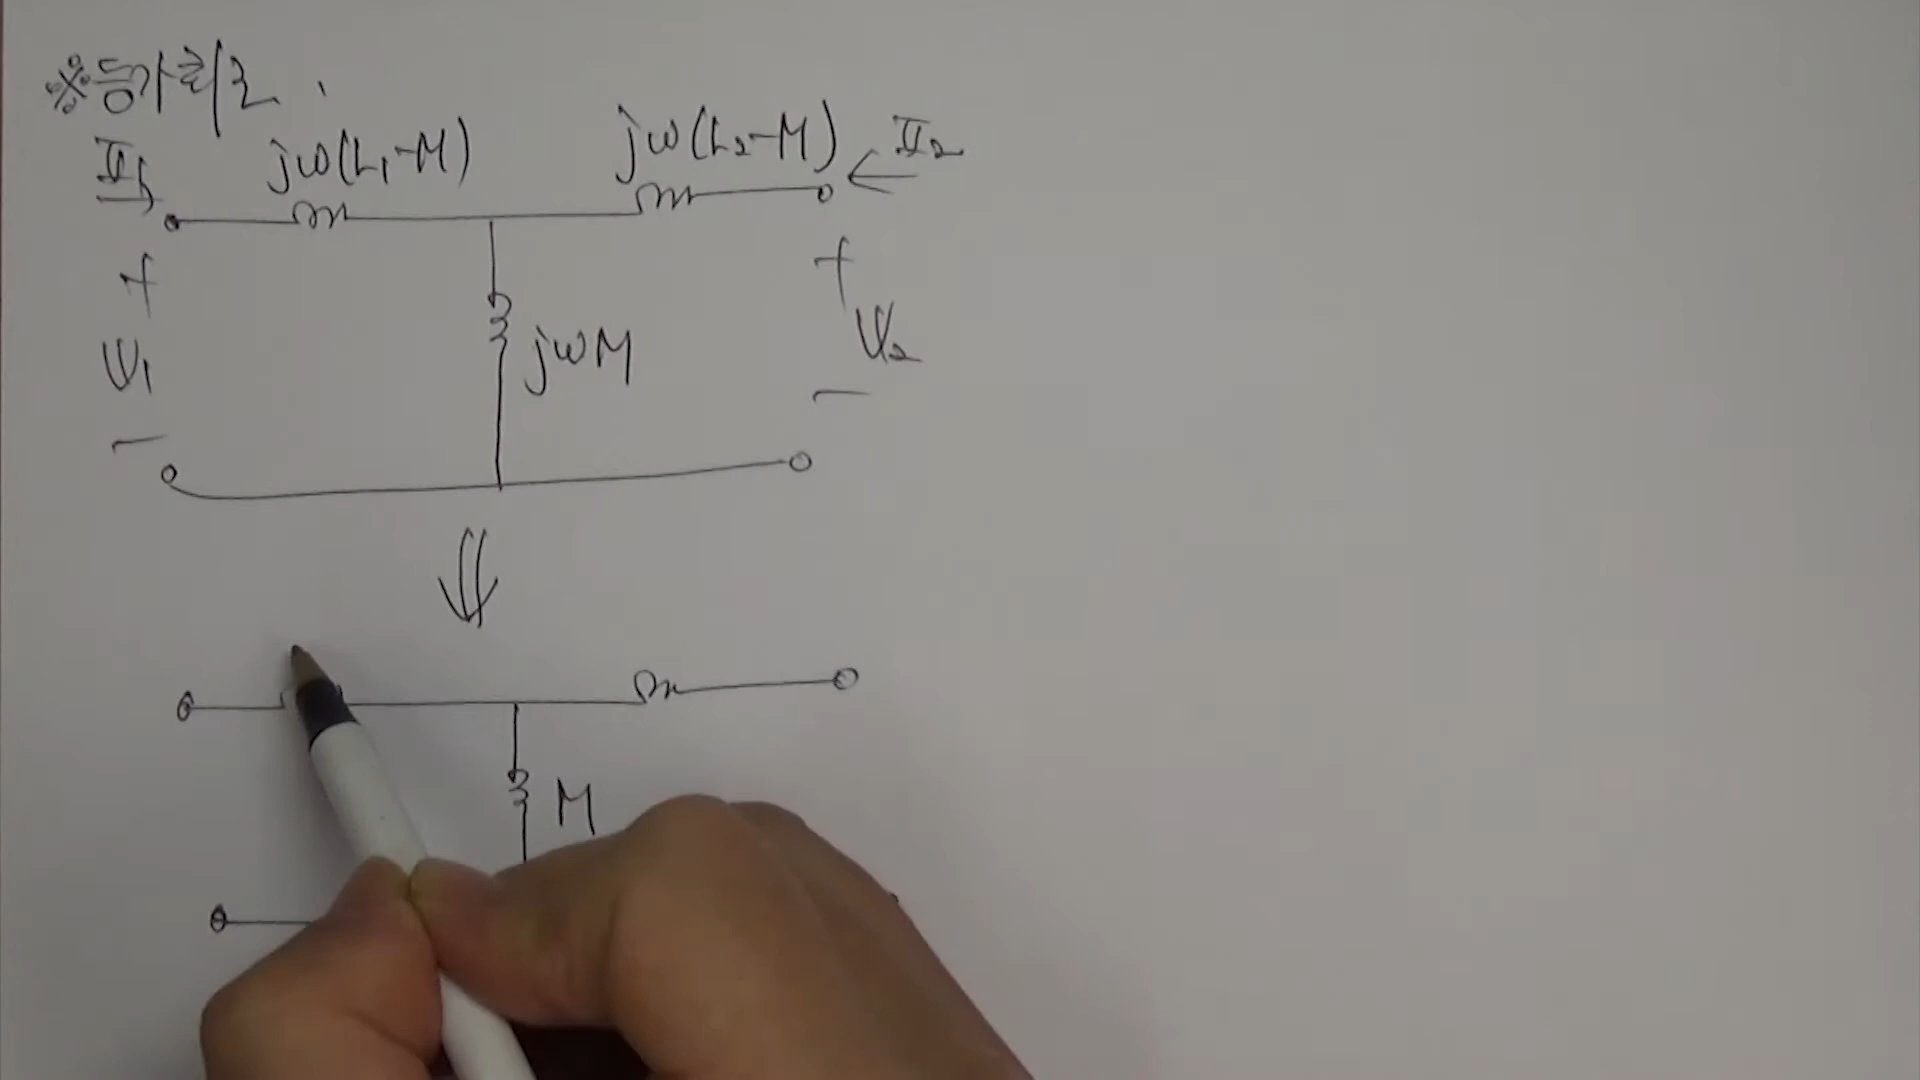 ※등가회로.
I₁ jω(L₁-M) jω(L₂-M) ← I₂
+ +
V₁ jωM V₂
- -
⇓
M